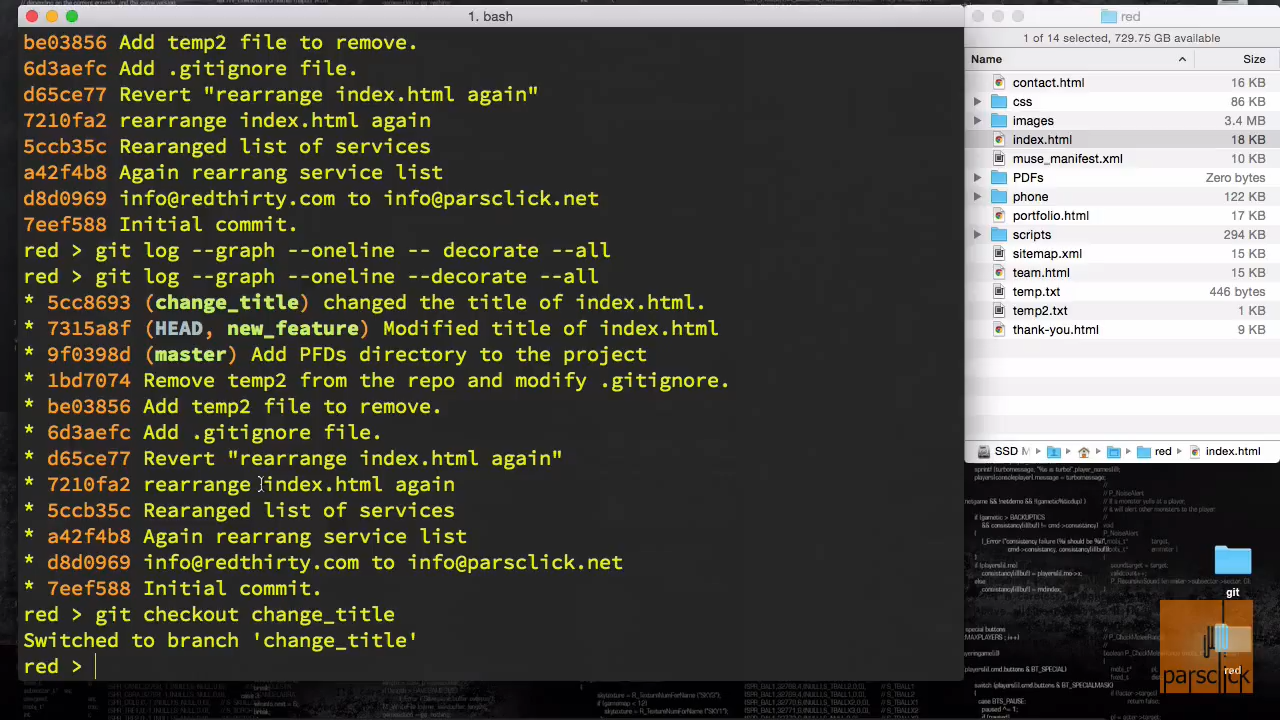 1. bash
be03856 Add temp2 file to remove.
6d3aefc Add .gitignore file.
d65ce77 Revert "rearrange index.html again"
7210fa2 rearrange index.html again
5ccb35c Rearanged list of services
a42f4b8 Again rearrang service list
d8d0969 info@redthirty.com to info@parsclick.net
7eef588 Initial commit.
red > git log --graph --oneline -- decorate --all
red > git log --graph --oneline --decorate --all
* 5cc8693 (change_title) changed the title of index.html.
* 7315a8f (HEAD, new_feature) Modified title of index.html
* 9f0398d (master) Add PFDs directory to the project
* 1bd7074 Remove temp2 from the repo and modify .gitignore.
* be03856 Add temp2 file to remove.
* 6d3aefc Add .gitignore file.
* d65ce77 Revert "rearrange index.html again"
* 7210fa2 rearrange index.html again
* 5ccb35c Rearanged list of services
* a42f4b8 Again rearrang service list
* d8d0969 info@redthirty.com to info@parsclick.net
* 7eef588 Initial commit.
red > git checkout change_title
Switched to branch 'change_title'
red >
red
1 of 14 selected, 729.75 GB available
Name Size
contact.html 16 KB
css 86 KB
images 3.4 MB
index.html 18 KB
muse_manifest.xml 10 KB
PDFs Zero bytes
phone 122 KB
portfolio.html 17 KB
scripts 294 KB
sitemap.xml 15 KB
team.html 15 KB
temp.txt 446 bytes
temp2.txt 1 KB
thank-you.html 9 KB
SSD red index.html
git
red
parsclick